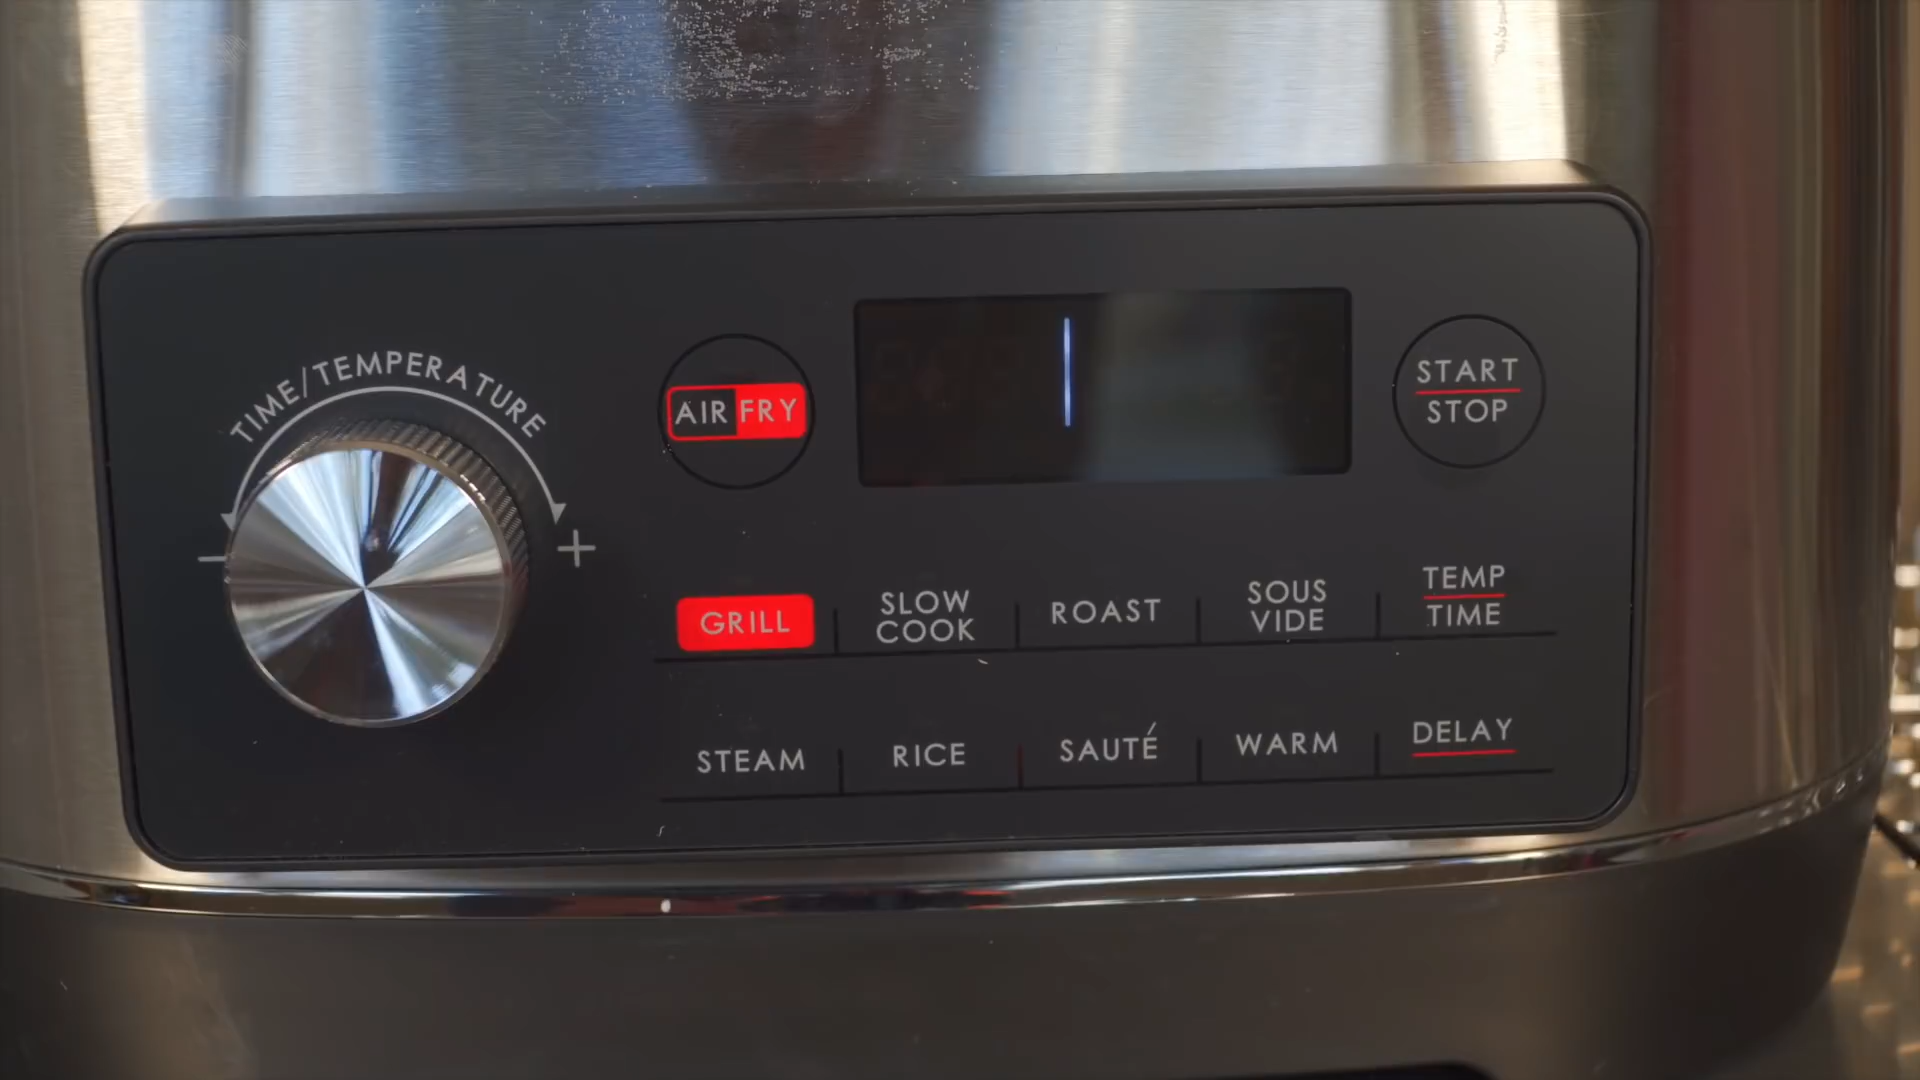 TIME/TEMPERATURE
− +
AIR FRY
START
STOP
GRILL
SLOW
COOK
ROAST
SOUS
VIDE
TEMP
TIME
STEAM
RICE
SAUTÉ
WARM
DELAY